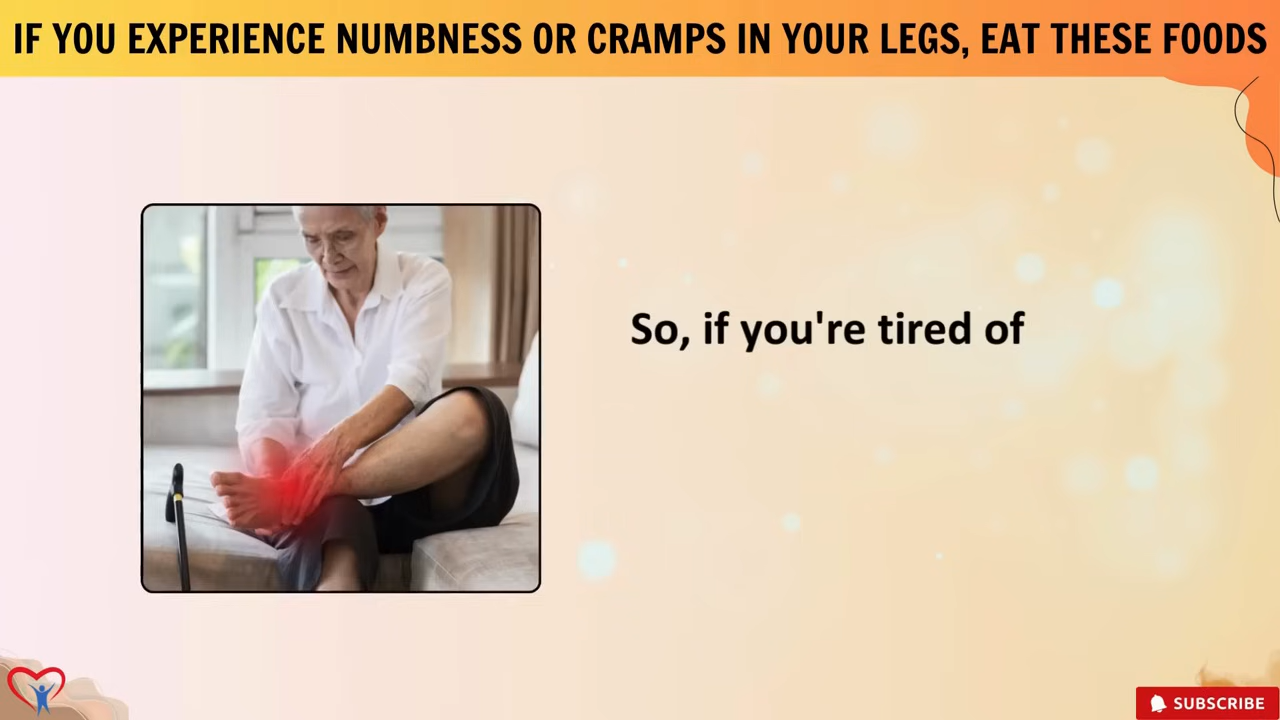 IF YOU EXPERIENCE NUMBNESS OR CRAMPS IN YOUR LEGS, EAT THESE FOODS
So, if you're tired of
SUBSCRIBE